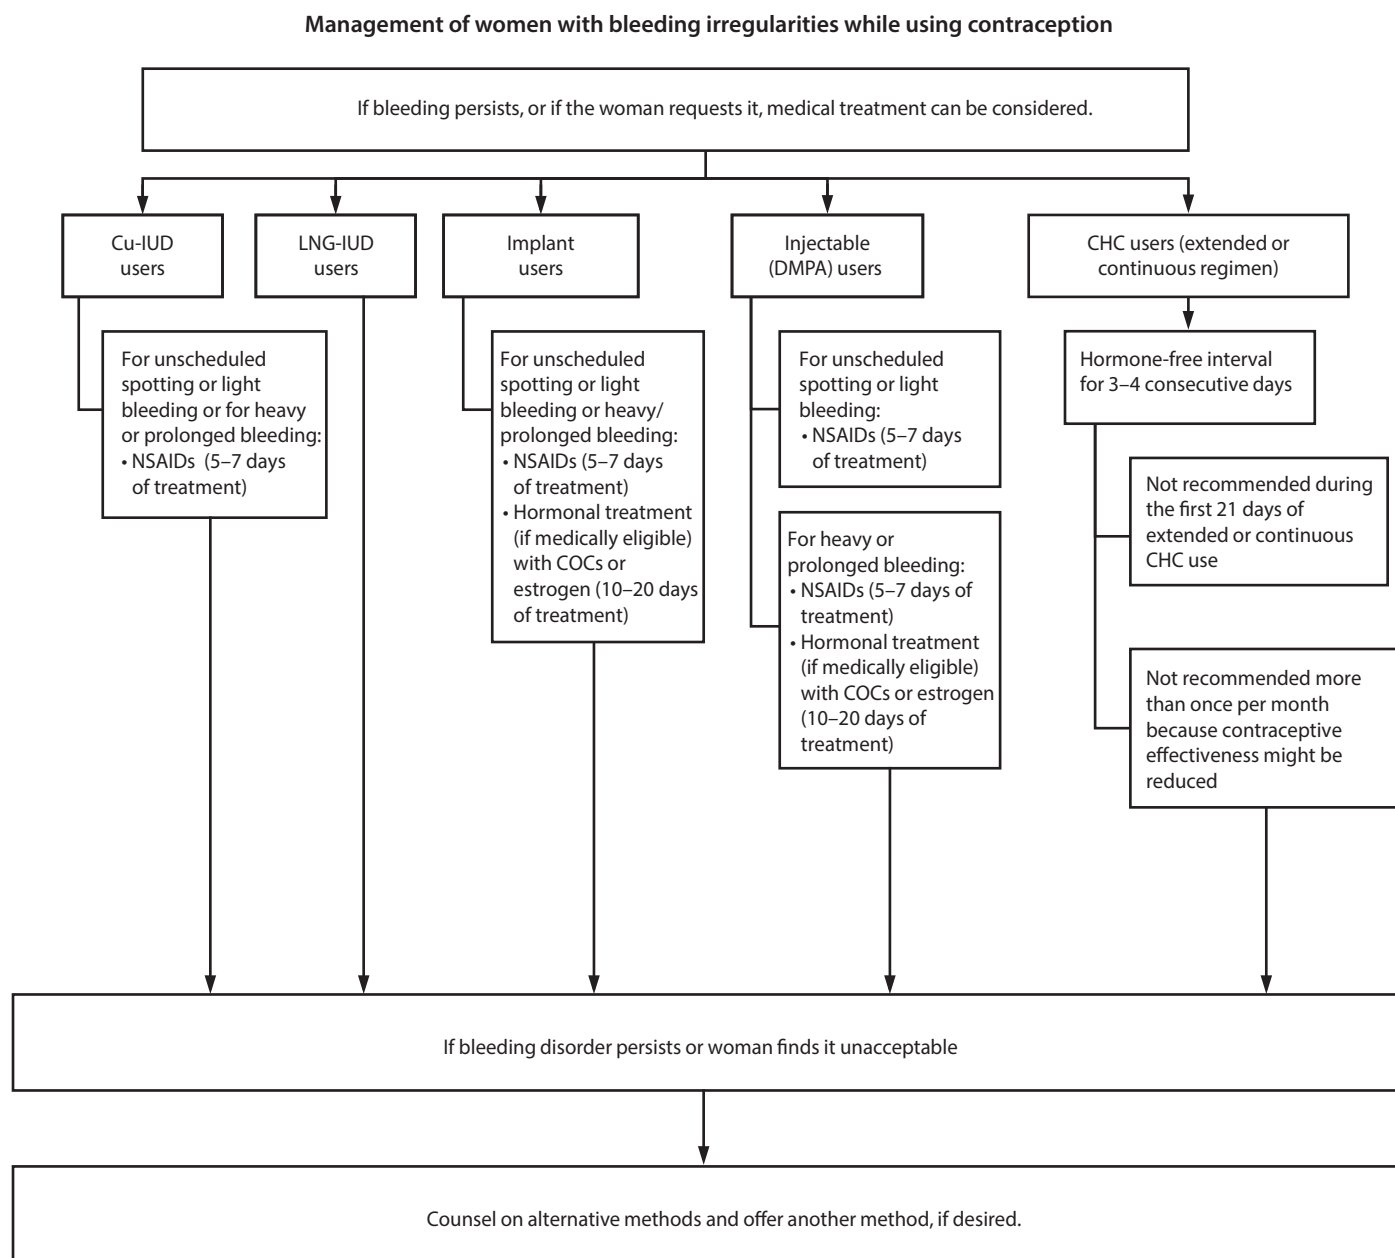 Management of women with bleeding irregularities while using contraception
If bleeding persists, or if the woman requests it, medical treatment can be considered.
Cu-IUD
users
LNG-IUD
users
Implant
users
Injectable
(DMPA) users
CHC users (extended or
continuous regimen)
For unscheduled
spotting or light
bleeding or for heavy
or prolonged bleeding:
• NSAIDs (5–7 days
of treatment)
For unscheduled
spotting or light
bleeding or heavy/
prolonged bleeding:
• NSAIDs (5–7 days
of treatment)
• Hormonal treatment
(if medically eligible)
with COCs or
estrogen (10–20 days
of treatment)
For unscheduled
spotting or light
bleeding:
• NSAIDs (5–7 days
of treatment)
For heavy or
prolonged bleeding:
• NSAIDs (5–7 days of
treatment)
• Hormonal treatment
(if medically eligible)
with COCs or estrogen
(10–20 days of
treatment)
Hormone-free interval
for 3–4 consecutive days
Not recommended during
the first 21 days of
extended or continuous
CHC use
Not recommended more
than once per month
because contraceptive
effectiveness might be
reduced
If bleeding disorder persists or woman finds it unacceptable
Counsel on alternative methods and offer another method, if desired.